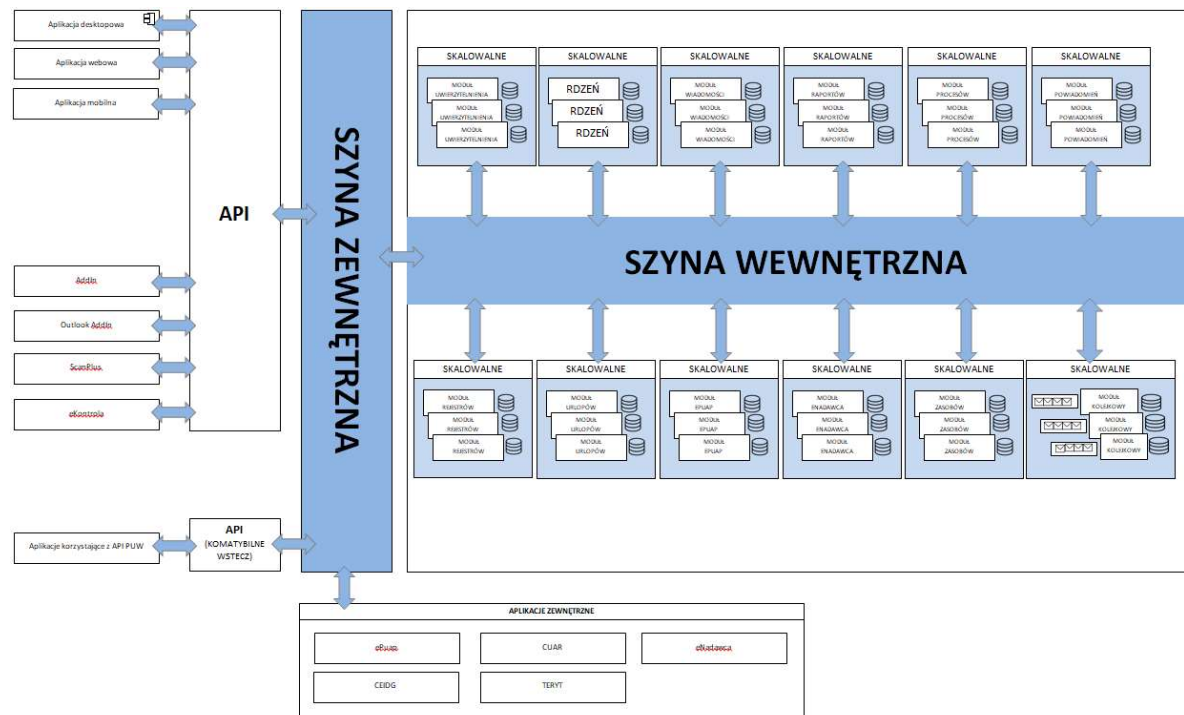 Aplikacja desktopowa
Aplikacja webowa
Aplikacja mobilna
API
AddIn
Outlook AddIn
ScanPlus
eKontrola
Aplikacje korzystające z API PUW
API
(KOMATYBILNE
WSTECZ)
SZYNA ZEWNĘTRZNA
SKALOWALNE
MODUŁ
UWIERZYTELNIENIA
MODUŁ
UWIERZYTELNIENIA
MODUŁ
UWIERZYTELNIENIA
SKALOWALNE
RDZEŃ
RDZEŃ
RDZEŃ
SKALOWALNE
MODUŁ
WIADOMOŚCI
MODUŁ
WIADOMOŚCI
MODUŁ
WIADOMOŚCI
SKALOWALNE
MODUŁ
RAPORTÓW
MODUŁ
RAPORTÓW
MODUŁ
RAPORTÓW
SKALOWALNE
MODUŁ
PROCESÓW
MODUŁ
PROCESÓW
MODUŁ
PROCESÓW
SKALOWALNE
MODUŁ
POWIADOMIEŃ
MODUŁ
POWIADOMIEŃ
MODUŁ
POWIADOMIEŃ
SZYNA WEWNĘTRZNA
SKALOWALNE
MODUŁ
REJESTRÓW
MODUŁ
REJESTRÓW
MODUŁ
REJESTRÓW
SKALOWALNE
MODUŁ
URLOPÓW
MODUŁ
URLOPÓW
MODUŁ
URLOPÓW
SKALOWALNE
MODUŁ
EPUAP
MODUŁ
EPUAP
MODUŁ
EPUAP
SKALOWALNE
MODUŁ
ENADAWCA
MODUŁ
ENADAWCA
MODUŁ
ENADAWCA
SKALOWALNE
MODUŁ
ZASOBÓW
MODUŁ
ZASOBÓW
MODUŁ
ZASOBÓW
SKALOWALNE
MODUŁ
KOLEJKOWY
MODUŁ
KOLEJKOWY
MODUŁ
KOLEJKOWY
APLIKACJE ZEWNĘTRZNE
ePuap
CUAR
eNadawca
CEIDG
TERYT